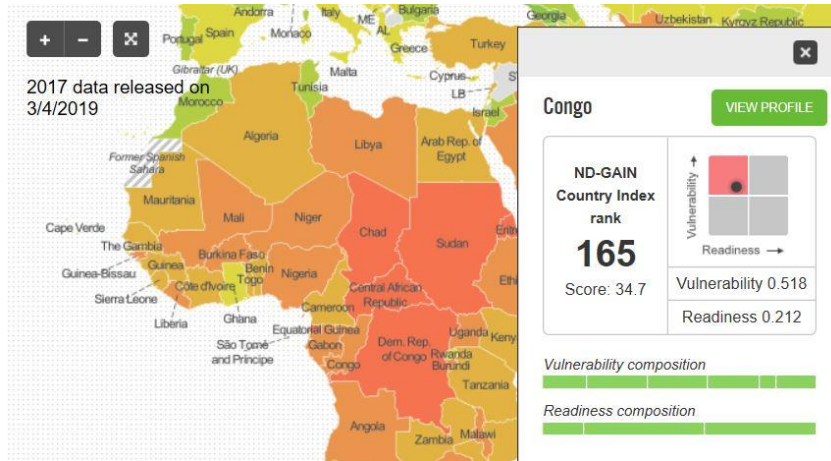 Andorra
Italy
ME
Bulgaria
Georgia
Uzbekistan
Kyrgyz Republic
Portugal
Spain
Monaco
AL
Greece
Turkey
Gibraltar (UK)
Malta
Cyprus
LB
Tunisia
Israel
2017 data released on
3/4/2019
Morocco
Algeria
Libya
Arab Rep. of
Egypt
Former Spanish
Sahara
Mauritania
Mali
Niger
Chad
Sudan
Cape Verde
The Gambia
Burkina Faso
Guinea-Bissau
Guinea
Benin
Nigeria
Togo
Côte d'Ivoire
Sierra Leone
Liberia
Ghana
Central African
Republic
Cameroon
Equatorial Guinea
São Tomé
and Príncipe
Gabon
Congo
Dem. Rep.
of Congo
Uganda
Rwanda
Burundi
Tanzania
Angola
Zambia
Malawi
Congo
VIEW PROFILE
ND-GAIN
Country Index
rank
165
Score: 34.7
Vulnerability
Readiness
Vulnerability 0.518
Readiness 0.212
Vulnerability composition
Readiness composition